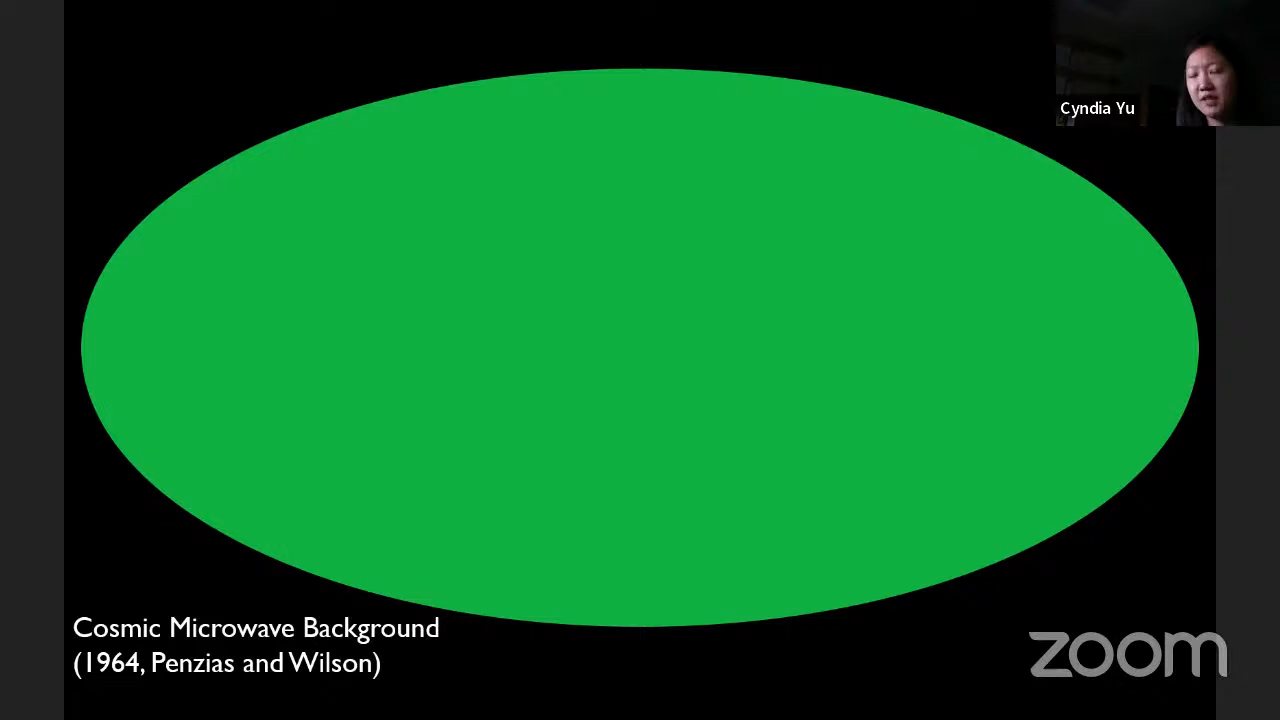 Cyndia Yu
Cosmic Microwave Background
(1964, Penzias and Wilson)
zoom